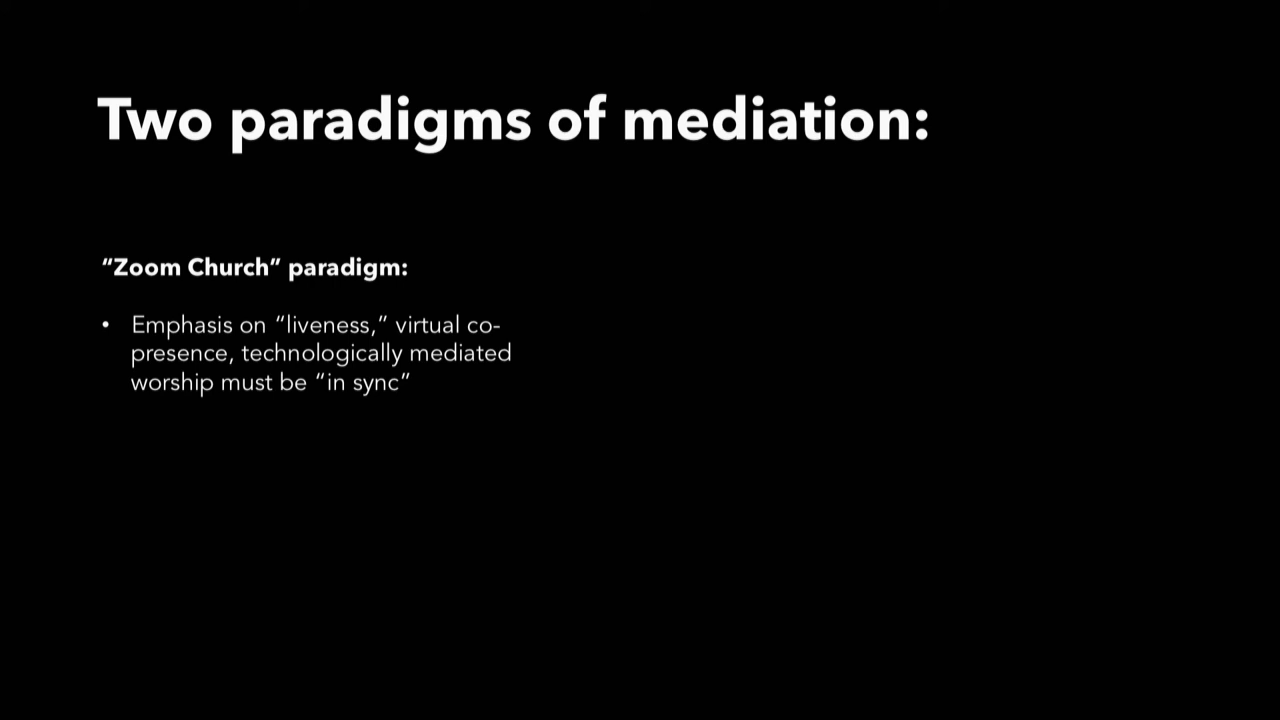 Two paradigms of mediation:
“Zoom Church” paradigm:
• Emphasis on “liveness,” virtual co-
presence, technologically mediated
worship must be “in sync”